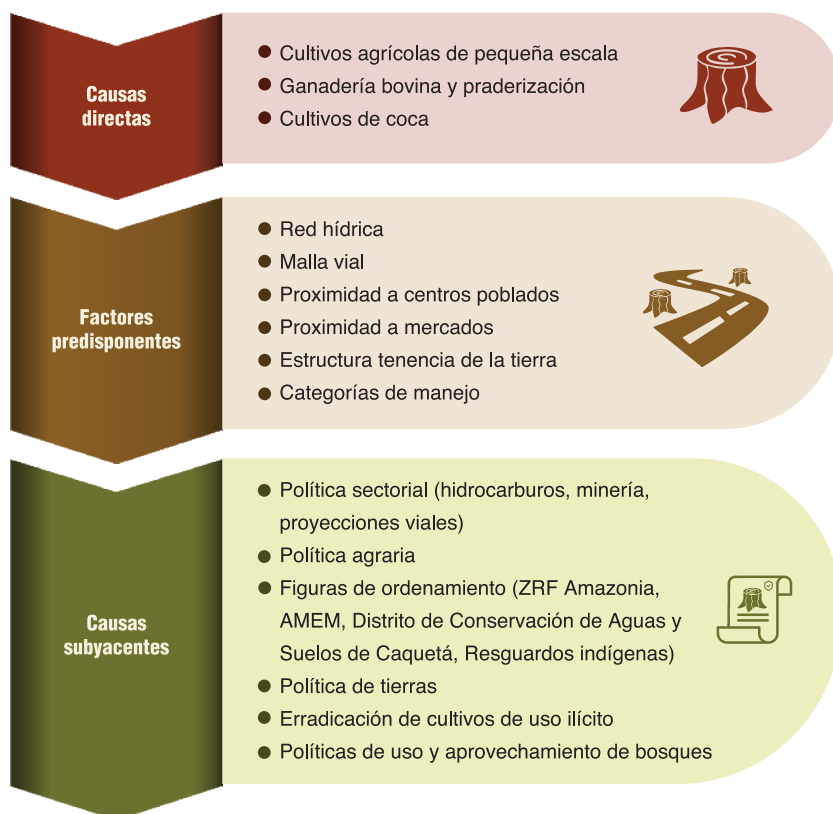 Causas
directas
Cultivos agrícolas de pequeña escala
Ganadería bovina y praderización
Cultivos de coca
Factores
predisponentes
Red hídrica
Malla vial
Proximidad a centros poblados
Proximidad a mercados
Estructura tenencia de la tierra
Categorías de manejo
Causas
subyacentes
Política sectorial (hidrocarburos, minería,
proyecciones viales)
Política agraria
Figuras de ordenamiento (ZRF Amazonia,
AMEM, Distrito de Conservación de Aguas y
Suelos de Caquetá, Resguardos indígenas)
Política de tierras
Erradicación de cultivos de uso ilícito
Políticas de uso y aprovechamiento de bosques